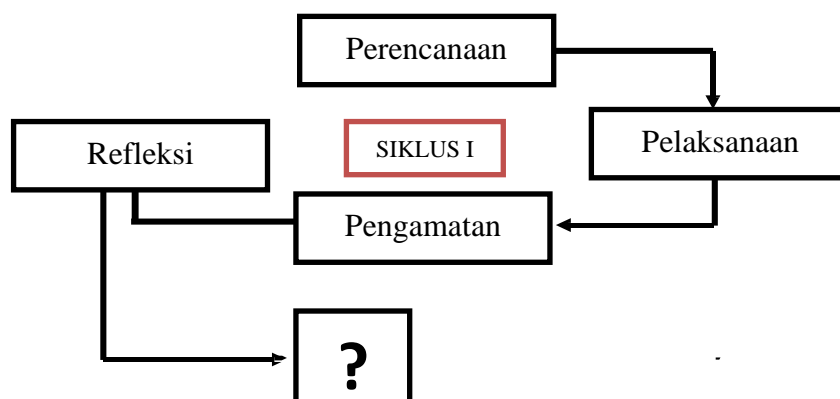 Perencanaan
Refleksi
SIKLUS I
Pelaksanaan
Pengamatan
?